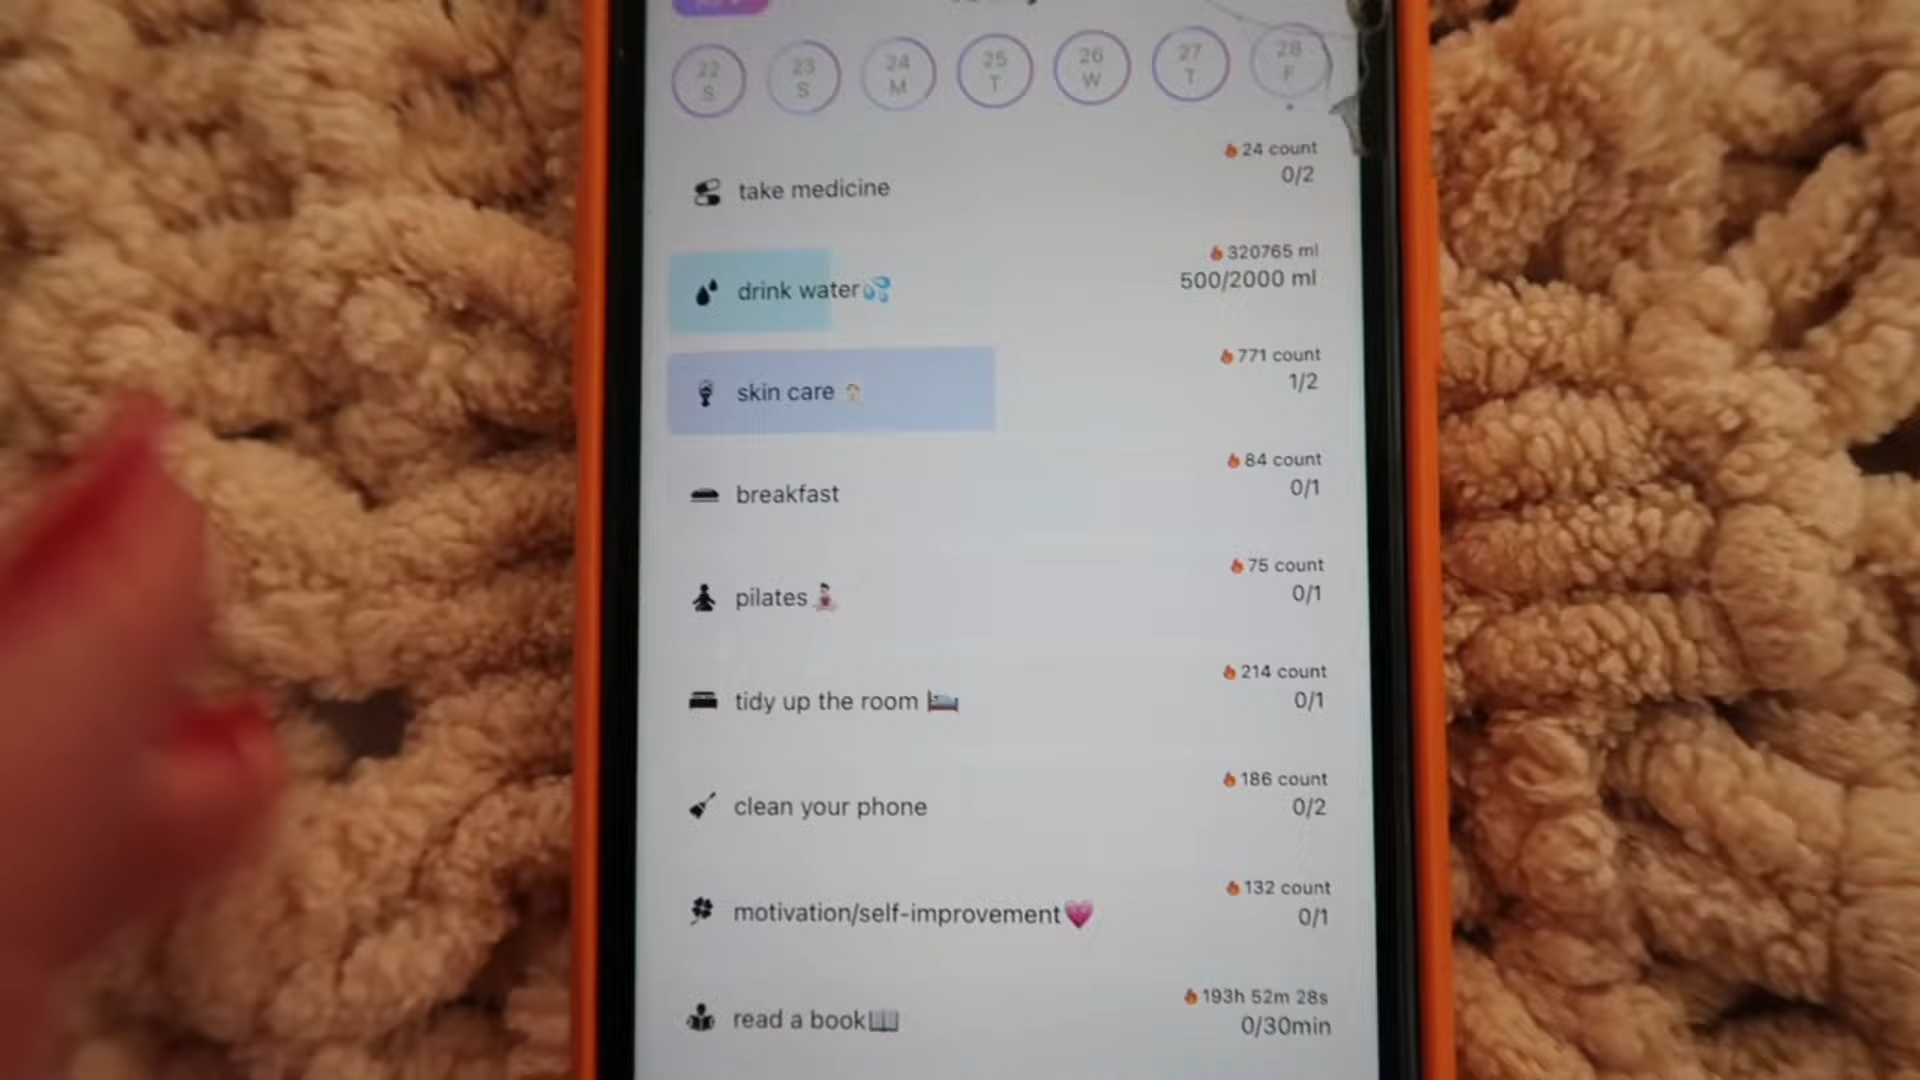 22 23 24 25 26 27 28
S S M T W T F
take medicine
24 count
0/2
drink water💦
320765 ml
500/2000 ml
skin care
771 count
1/2
breakfast
84 count
0/1
pilates
75 count
0/1
tidy up the room
214 count
0/1
clean your phone
186 count
0/2
motivation/self-improvement
132 count
0/1
read a book
193h 52m 28s
0/30min